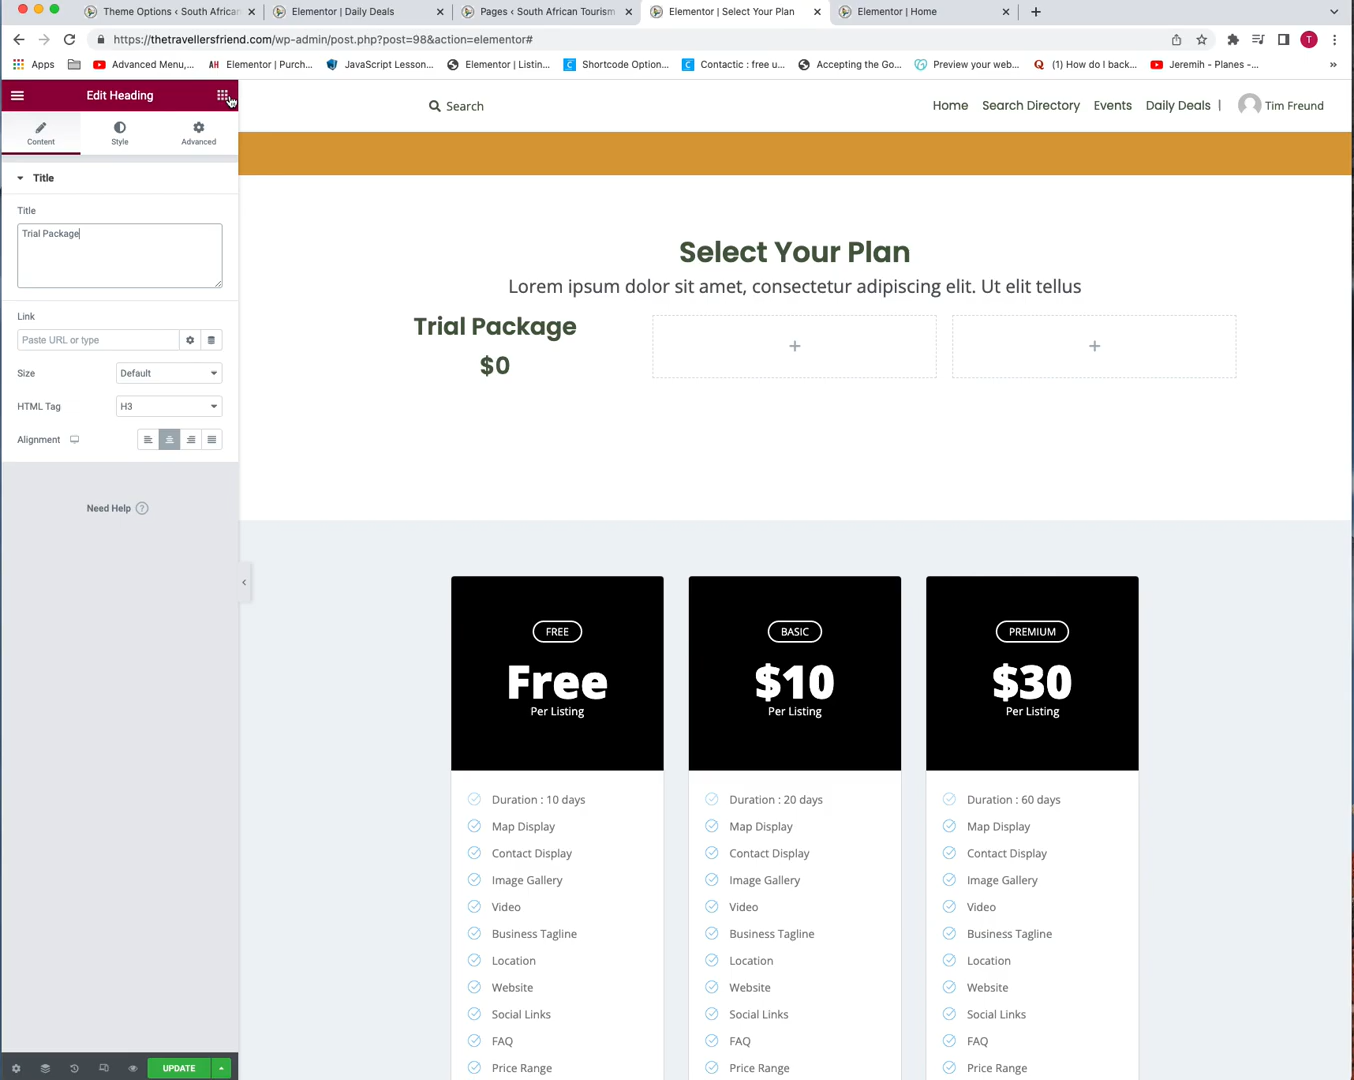 Theme Options ‹ South African
Elementor | Daily Deals
Pages ‹ South African Tourism
Elementor | Select Your Plan
Elementor | Home
https://thetravellersfriend.com/wp-admin/post.php?post=98&action=elementor#
T
Apps
Advanced Menu,...
AH Elementor | Purch...
JavaScript Lesson...
Elementor | Listin...
C Shortcode Option...
C Contactic : free u...
Accepting the Go...
Preview your web...
Q (1) How do I back...
Jeremih - Planes -...
»
Edit Heading
Content
Style
Advanced
Title
Title
Trial Package
Link
Paste URL or type
Size
Default
HTML Tag
H3
Alignment
Need Help ?
UPDATE
Search
Home
Search Directory
Events
Daily Deals |
Tim Freund
Select Your Plan
Lorem ipsum dolor sit amet, consectetur adipiscing elit. Ut elit tellus
Trial Package
$0
+
+
FREE
Free
Per Listing
Duration : 10 days
Map Display
Contact Display
Image Gallery
Video
Business Tagline
Location
Website
Social Links
FAQ
Price Range
BASIC
$10
Per Listing
Duration : 20 days
Map Display
Contact Display
Image Gallery
Video
Business Tagline
Location
Website
Social Links
FAQ
Price Range
PREMIUM
$30
Per Listing
Duration : 60 days
Map Display
Contact Display
Image Gallery
Video
Business Tagline
Location
Website
Social Links
FAQ
Price Range